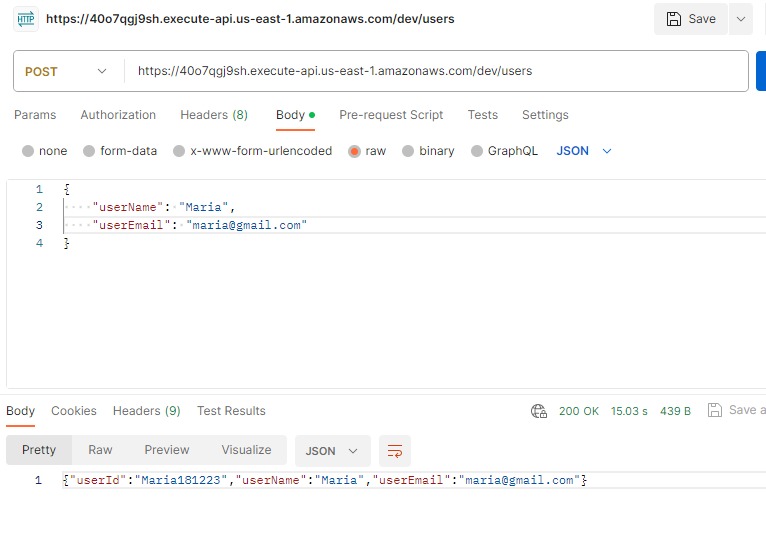 HTTP https://40o7qgj9sh.execute-api.us-east-1.amazonaws.com/dev/users Save
POST https://40o7qgj9sh.execute-api.us-east-1.amazonaws.com/dev/users
Params Authorization Headers (8) Body Pre-request Script Tests Settings
none form-data x-www-form-urlencoded raw binary GraphQL JSON
1 {
2 "userName": "Maria",
3 "userEmail": "maria@gmail.com"
4 }
Body Cookies Headers (9) Test Results 200 OK 15.03 s 439 B Save a
Pretty Raw Preview Visualize JSON
1 {"userId":"Maria181223","userName":"Maria","userEmail":"maria@gmail.com"}